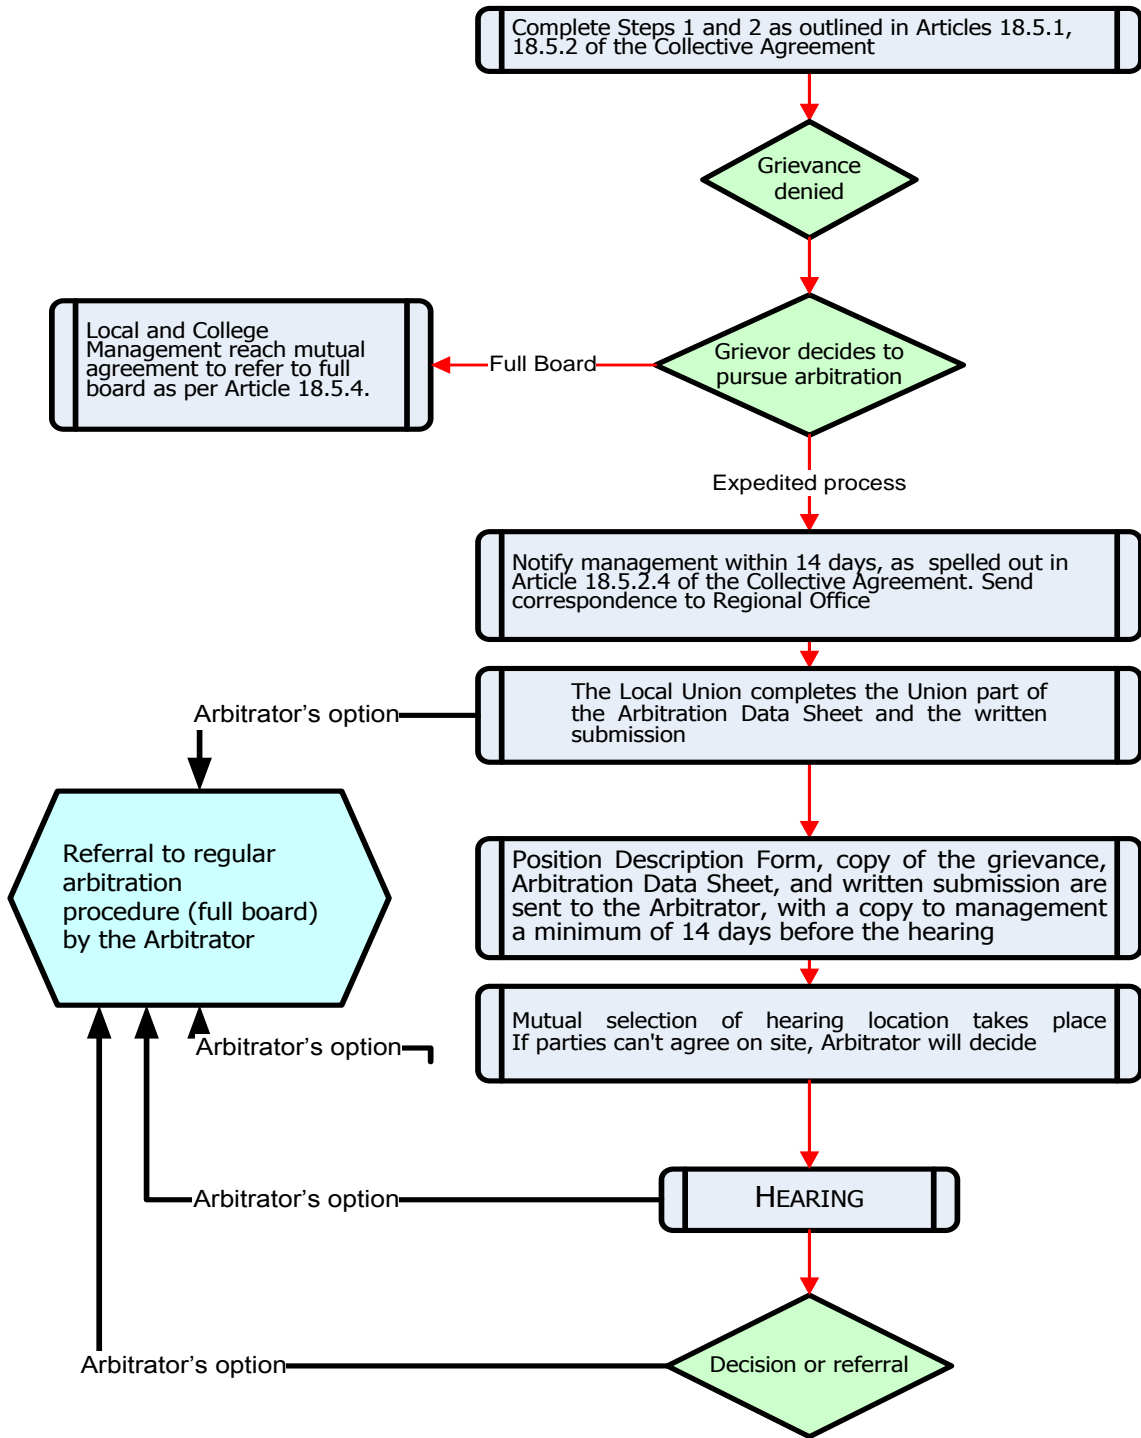 Complete Steps 1 and 2 as outlined in Articles 18.5.1,
18.5.2 of the Collective Agreement
Grievance
denied
Local and College
Management reach mutual
agreement to refer to full
board as per Article 18.5.4.
Full Board
Grievor decides to
pursue arbitration
Expedited process
Notify management within 14 days, as spelled out in
Article 18.5.2.4 of the Collective Agreement. Send
correspondence to Regional Office
The Local Union completes the Union part of
the Arbitration Data Sheet and the written
submission
Arbitrator's option
Referral to regular
arbitration
procedure (full board)
by the Arbitrator
Position Description Form, copy of the grievance,
Arbitration Data Sheet, and written submission are
sent to the Arbitrator, with a copy to management
a minimum of 14 days before the hearing
Mutual selection of hearing location takes place
If parties can't agree on site, Arbitrator will decide
Arbitrator's option
Arbitrator's option
HEARING
Arbitrator's option
Decision or referral